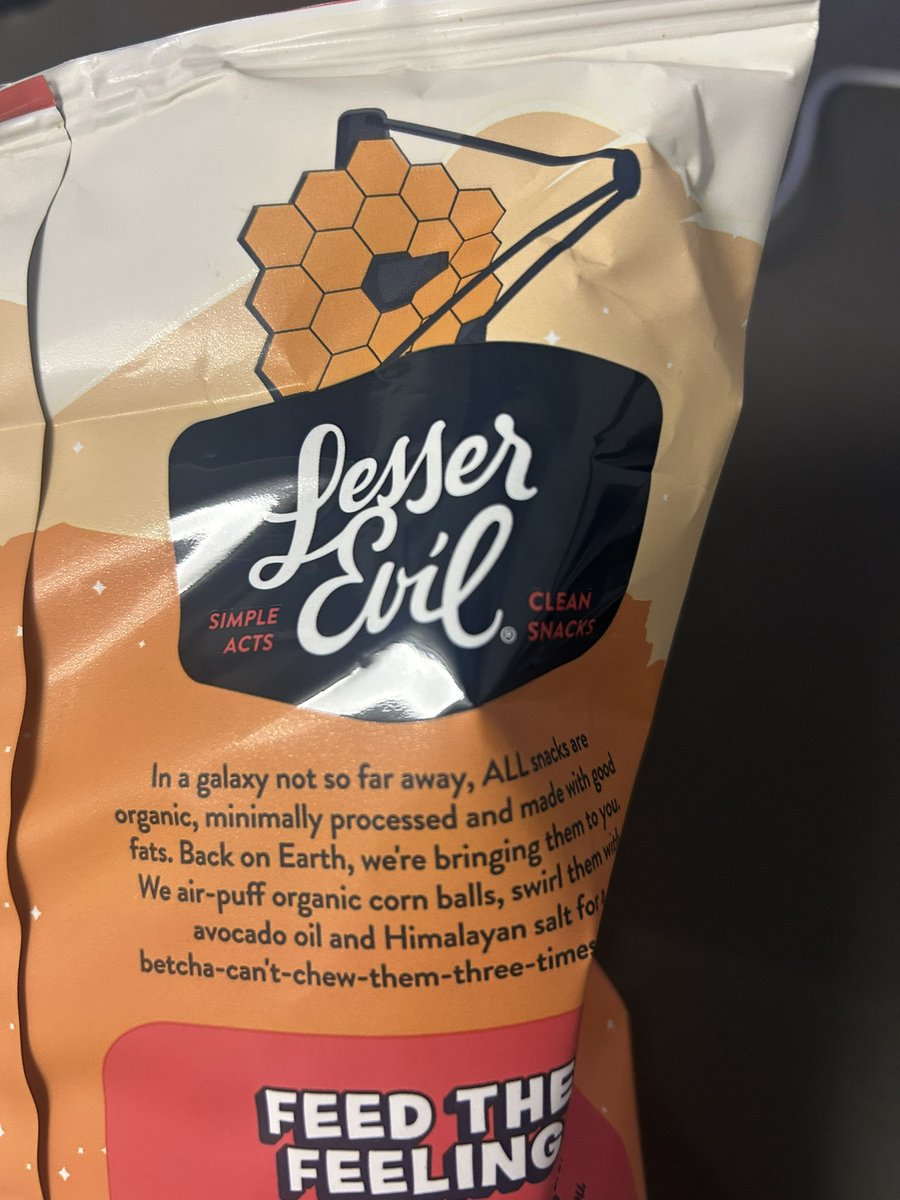 Lesser
Evil®
SIMPLE
ACTS
CLEAN
SNACKS
In a galaxy not so far away, ALL snacks are
organic, minimally processed and made with good
fats. Back on Earth, we're bringing them to you.
We air-puff organic corn balls, swirl them with
avocado oil and Himalayan salt for
betcha-can't-chew-them-three-times
FEED THE
FEELING